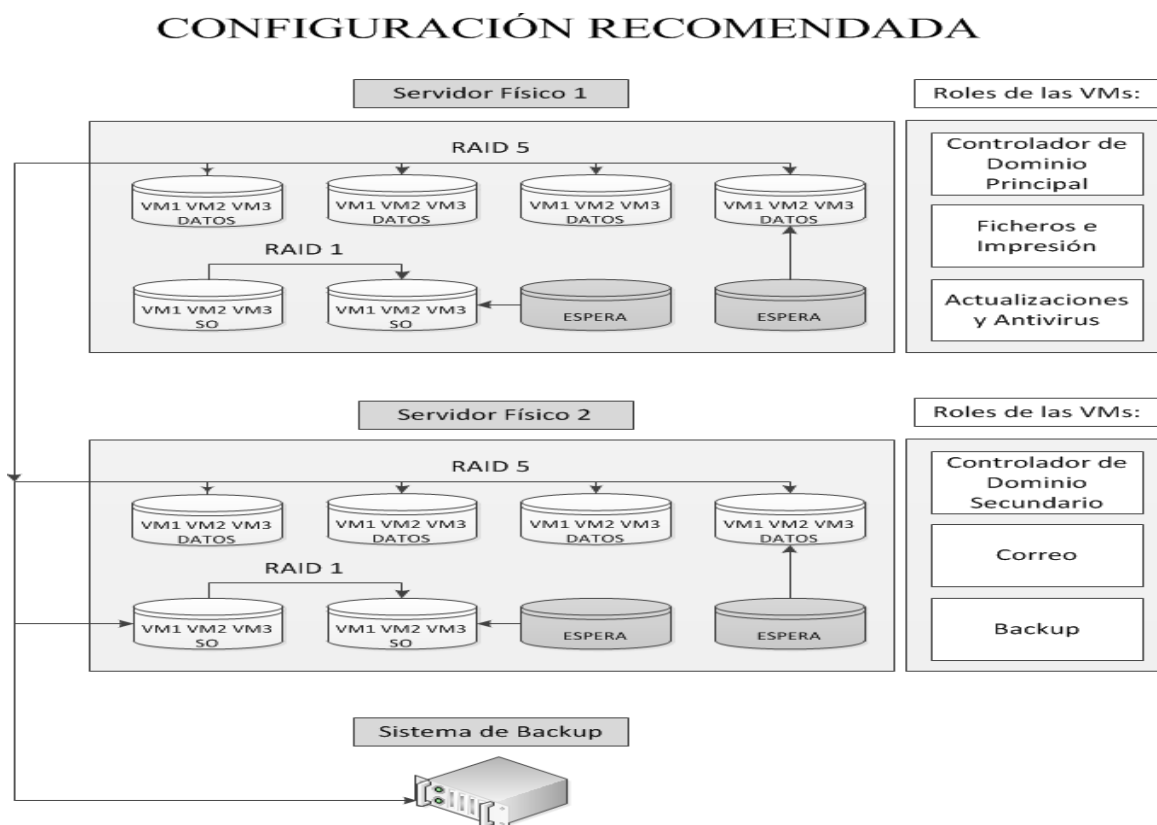 CONFIGURACIÓN RECOMENDADA
Servidor Físico 1
Roles de las VMs:
RAID 5
VM1 VM2 VM3
DATOS
VM1 VM2 VM3
DATOS
VM1 VM2 VM3
DATOS
VM1 VM2 VM3
DATOS
RAID 1
VM1 VM2 VM3
SO
VM1 VM2 VM3
SO
ESPERA
ESPERA
Controlador de
Dominio
Principal
Ficheros e
Impresión
Actualizaciones
y Antivirus
Servidor Físico 2
Roles de las VMs:
RAID 5
VM1 VM2 VM3
DATOS
VM1 VM2 VM3
DATOS
VM1 VM2 VM3
DATOS
VM1 VM2 VM3
DATOS
RAID 1
VM1 VM2 VM3
SO
VM1 VM2 VM3
SO
ESPERA
ESPERA
Controlador de
Dominio
Secundario
Correo
Backup
Sistema de Backup